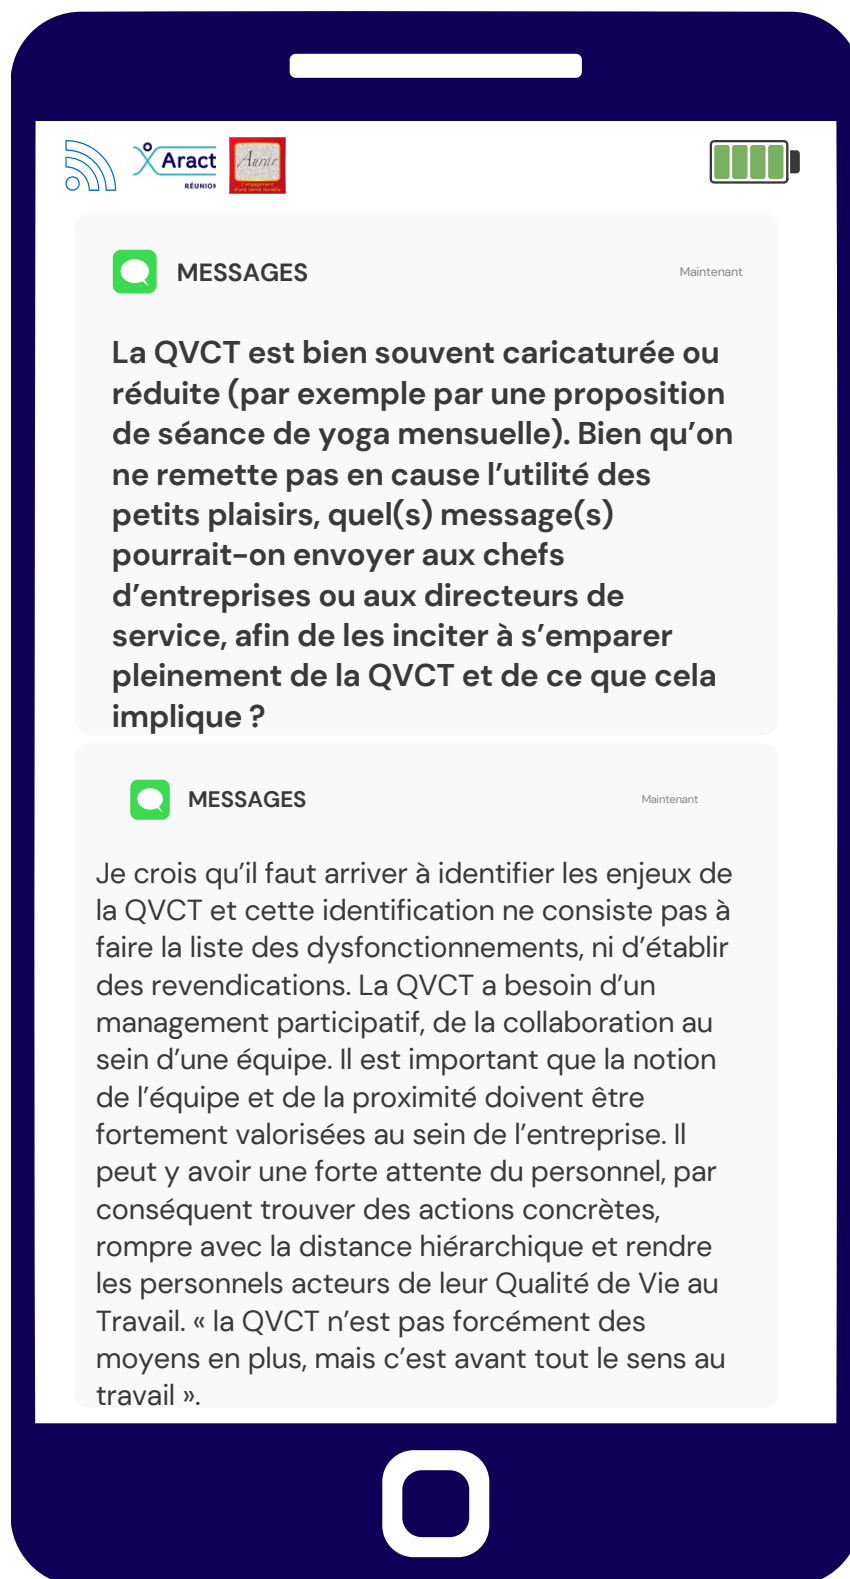 Aract
RÉUNION
Aurar
L'engagement
d'une santé durable
MESSAGES
Maintenant
La QVCT est bien souvent caricaturée ou
réduite (par exemple par une proposition
de séance de yoga mensuelle). Bien qu'on
ne remette pas en cause l'utilité des
petits plaisirs, quel(s) message(s)
pourrait-on envoyer aux chefs
d'entreprises ou aux directeurs de
service, afin de les inciter à s'emparer
pleinement de la QVCT et de ce que cela
implique ?
MESSAGES
Maintenant
Je crois qu'il faut arriver à identifier les enjeux de
la QVCT et cette identification ne consiste pas à
faire la liste des dysfonctionnements, ni d'établir
des revendications. La QVCT a besoin d'un
management participatif, de la collaboration au
sein d'une équipe. Il est important que la notion
de l'équipe et de la proximité doivent être
fortement valorisées au sein de l'entreprise. Il
peut y avoir une forte attente du personnel, par
conséquent trouver des actions concrètes,
rompre avec la distance hiérarchique et rendre
les personnels acteurs de leur Qualité de Vie au
Travail. « la QVCT n'est pas forcément des
moyens en plus, mais c'est avant tout le sens au
travail ».